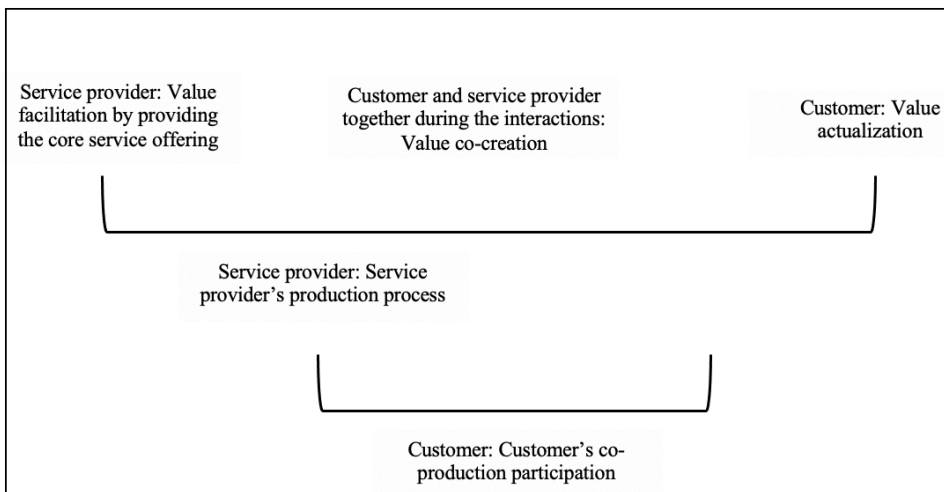 Service provider: Value
facilitation by providing
the core service offering
Customer and service provider
together during the interactions:
Value co-creation
Customer: Value
actualization
Service provider: Service
provider’s production process
Customer: Customer’s co-
production participation